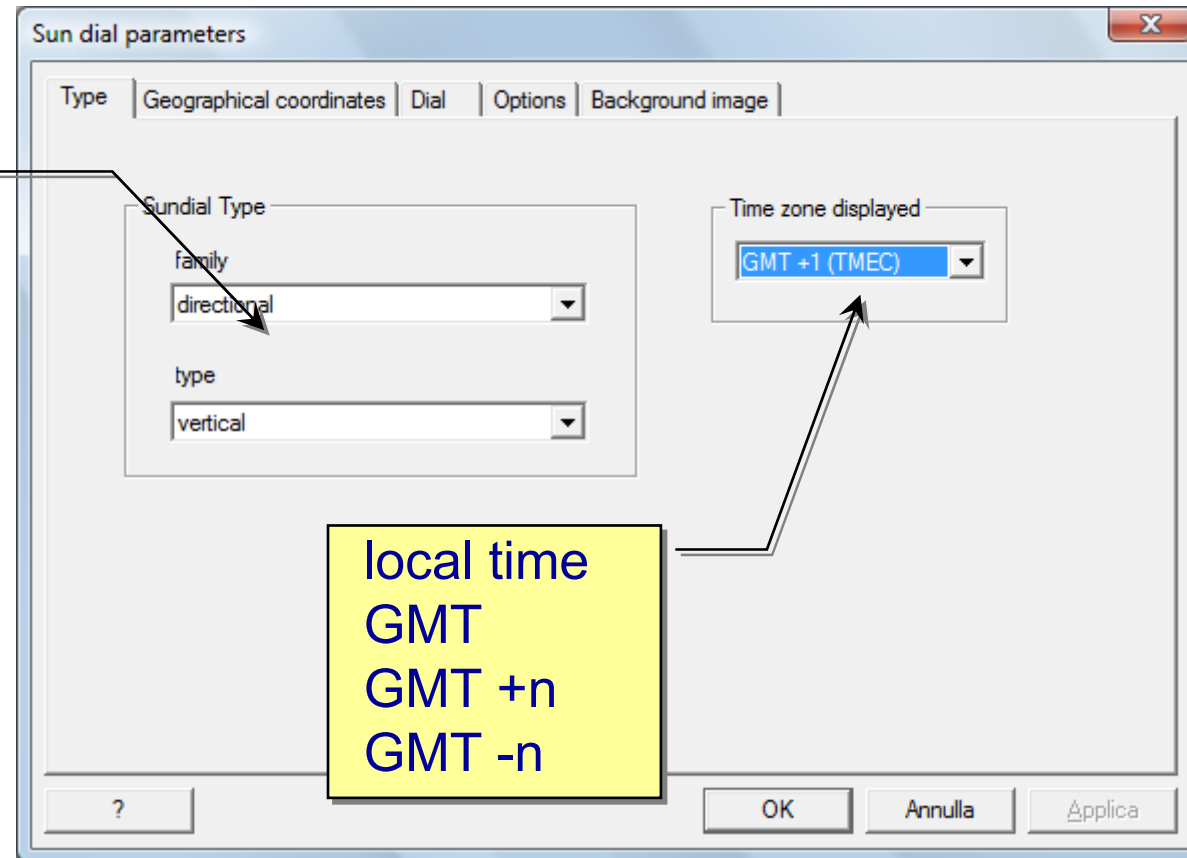 Sun dial parameters
Type Geographical coordinates Dial Options Background image
Sundial Type
family
directional
type
vertical
Time zone displayed
GMT +1 (TMEC)
local time
GMT
GMT +n
GMT -n
? OK Annulla Applica